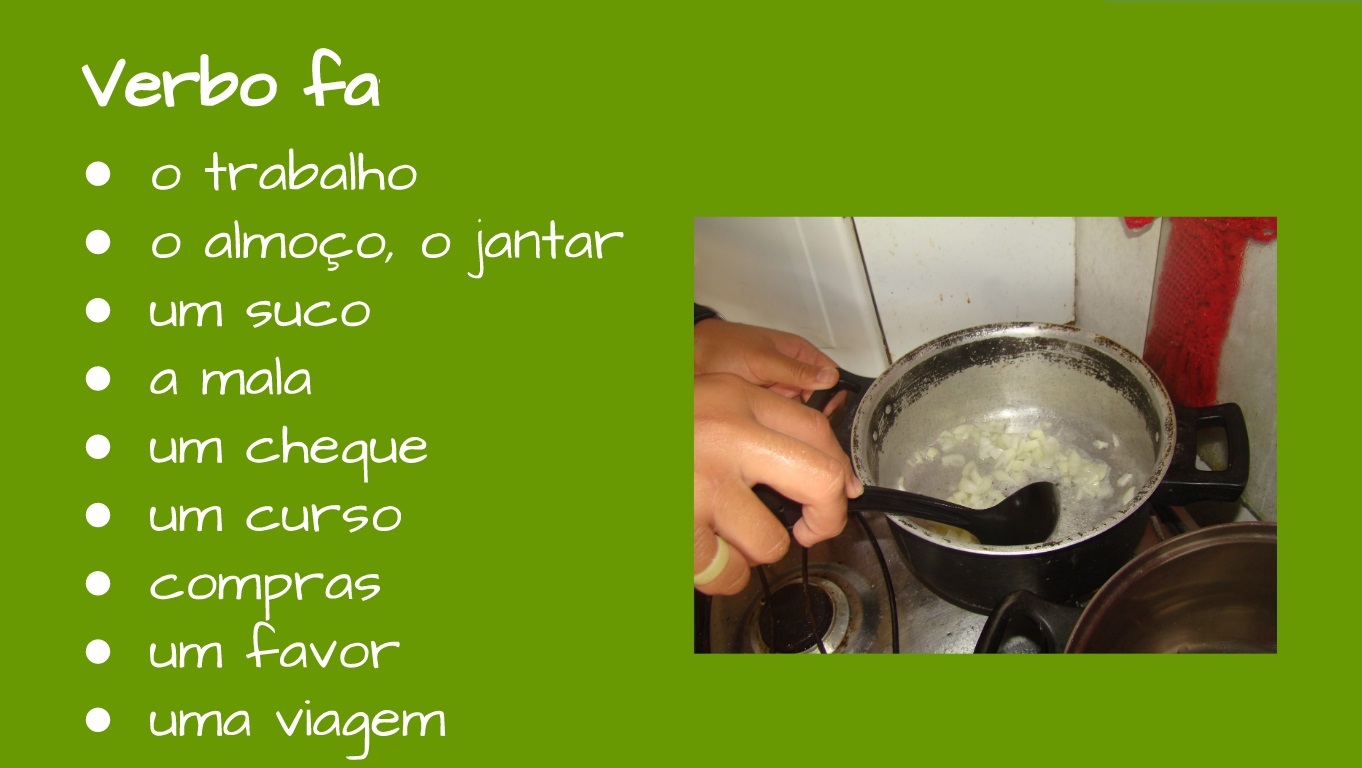 Verbo fa
● o trabalho
● o almoço, o jantar
● um suco
● a mala
● um cheque
● um curso
● compras
● um favor
● uma viagem